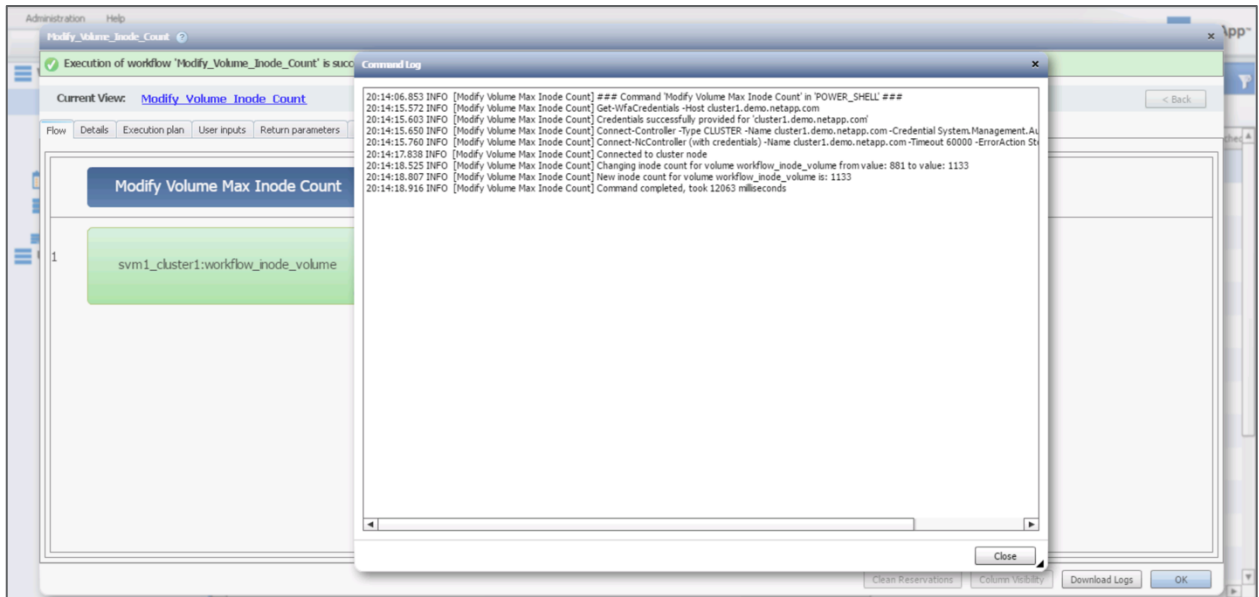 Administration Help
App™
Modify_Volume_Inode_Count
Execution of workflow 'Modify_Volume_Inode_Count' is succ
Current View: Modify_Volume_Inode_Count
< Back
Flow Details Execution plan User inputs Return parameters
Modify Volume Max Inode Count
1
svm1_cluster1:workflow_inode_volume
Command Log
20:14:06.853 INFO [Modify Volume Max Inode Count] ### Command 'Modify Volume Max Inode Count' in 'POWER_SHELL' ###
20:14:15.572 INFO [Modify Volume Max Inode Count] Get-WfaCredentials -Host cluster1.demo.netapp.com
20:14:15.603 INFO [Modify Volume Max Inode Count] Credentials successfully provided for 'cluster1.demo.netapp.com'
20:14:15.650 INFO [Modify Volume Max Inode Count] Connect-Controller -Type CLUSTER -Name cluster1.demo.netapp.com -Credential System.Management.Au
20:14:15.760 INFO [Modify Volume Max Inode Count] Connect-NcController (with credentials) -Name cluster1.demo.netapp.com -Timeout 60000 -ErrorAction Sto
20:14:17.838 INFO [Modify Volume Max Inode Count] Connected to cluster node
20:14:18.525 INFO [Modify Volume Max Inode Count] Changing inode count for volume workflow_inode_volume from value: 881 to value: 1133
20:14:18.807 INFO [Modify Volume Max Inode Count] New inode count for volume workflow_inode_volume is: 1133
20:14:18.916 INFO [Modify Volume Max Inode Count] Command completed, took 12063 milliseconds
Close
Clean Reservations Column Visibility Download Logs OK